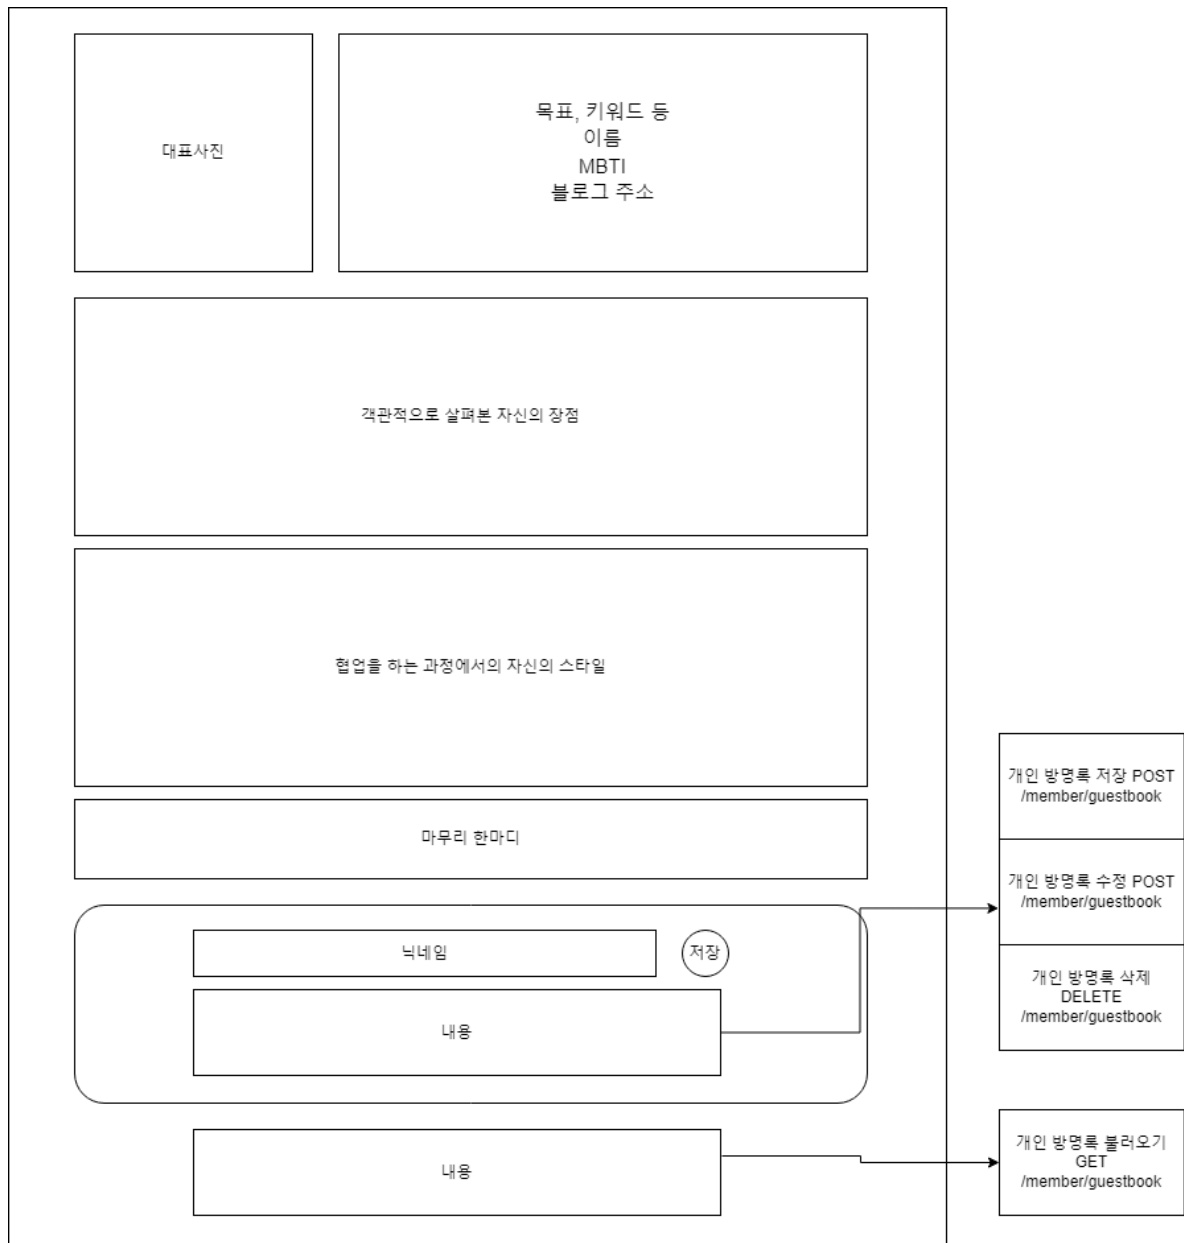 대표사진
목표, 키워드 등
이름
MBTI
블로그 주소
객관적으로 살펴본 자신의 장점
협업을 하는 과정에서의 자신의 스타일
마무리 한마디
닉네임
저장
내용
내용
개인 방명록 저장 POST
/member/guestbook
개인 방명록 수정 POST
/member/guestbook
개인 방명록 삭제
DELETE
/member/guestbook
개인 방명록 불러오기
GET
/member/guestbook